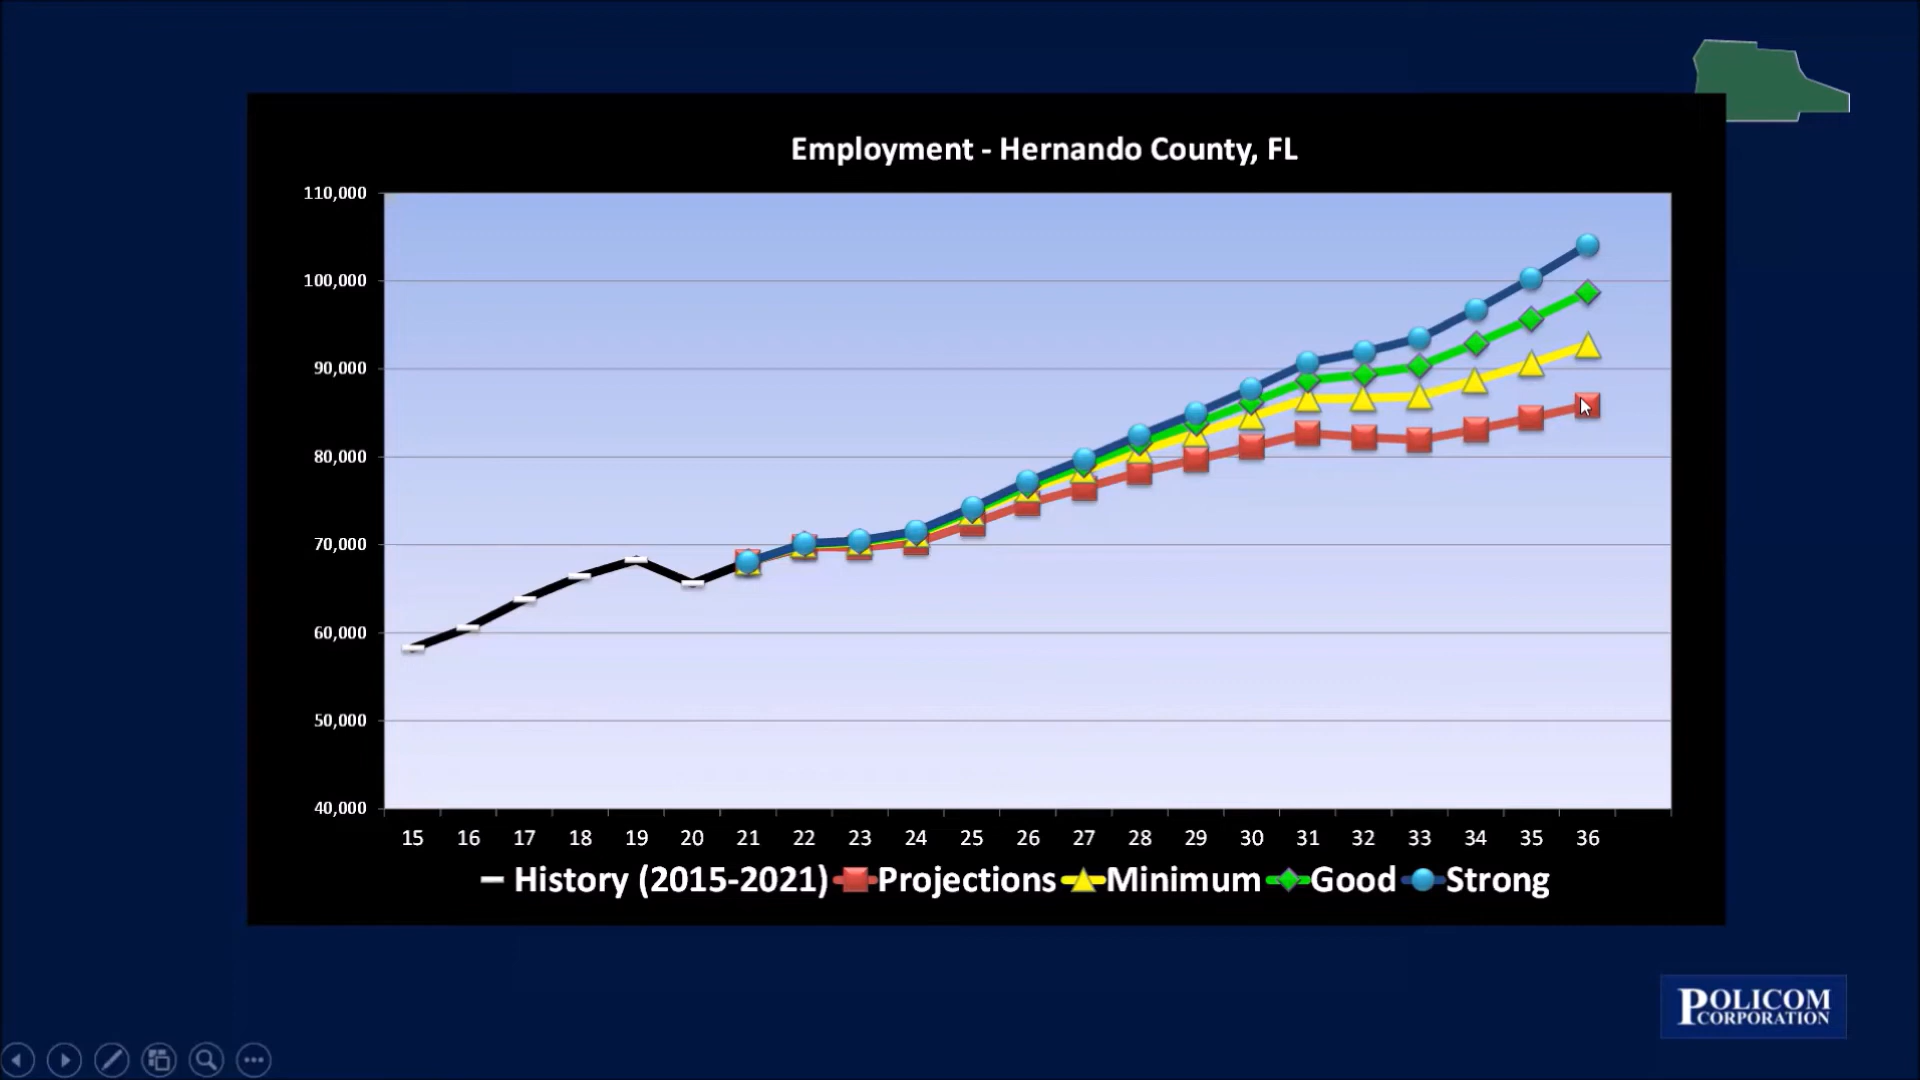 Employment - Hernando County, FL
110,000
100,000
90,000
80,000
70,000
60,000
50,000
40,000
15 16 17 18 19 20 21 22 23 24 25 26 27 28 29 30 31 32 33 34 35 36
History (2015-2021) Projections Minimum Good Strong
POLICOM
CORPORATION